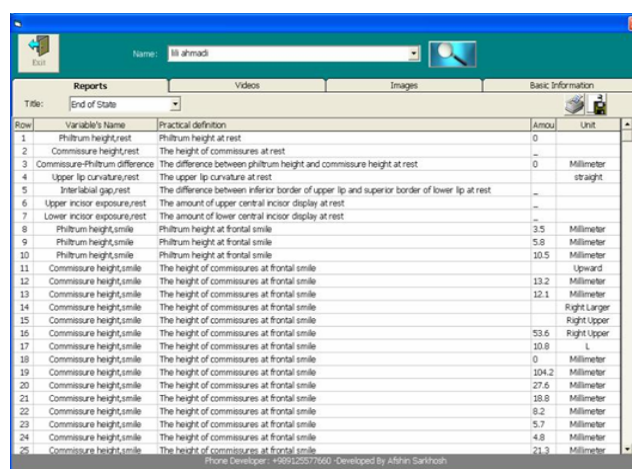 Exit
Name: lili ahmadi
Reports Videos Images Basic Information
Title: End of State
Row Variable's Name Practical definition Amou Unit
1 Philtrum height,rest Philtrum height at rest 0
2 Commissure height,rest The height of commissures at rest _
3 Commissure-Philtrum difference The difference between philtrum height and commissure height at rest 0 Millimeter
4 Upper lip curvature,rest The upper lip curvature at rest straight
5 Interlabial gap,rest The difference between inferior border of upper lip and superior border of lower lip at rest _
6 Upper incisor exposure,rest The amount of upper central incisor display at rest _
7 Lower incisor exposure,rest The amount of lower central incisor display at rest _
8 Philtrum height,smile Philtrum height at frontal smile 3.5 Millimeter
9 Philtrum height,smile Philtrum height at frontal smile 5.8 Millimeter
10 Philtrum height,smile Philtrum height at frontal smile 10.5 Millimeter
11 Commissure height,smile The height of commissures at frontal smile Upward
12 Commissure height,smile The height of commissures at frontal smile 13.2 Millimeter
13 Commissure height,smile The height of commissures at frontal smile 12.1 Millimeter
14 Commissure height,smile The height of commissures at frontal smile Right Larger
15 Commissure height,smile The height of commissures at frontal smile Right Upper
16 Commissure height,smile The height of commissures at frontal smile 53.6 Right Upper
17 Commissure height,smile The height of commissures at frontal smile 10.8 L
18 Commissure height,smile The height of commissures at frontal smile 0 Millimeter
19 Commissure height,smile The height of commissures at frontal smile 104.2 Millimeter
20 Commissure height,smile The height of commissures at frontal smile 27.6 Millimeter
21 Commissure height,smile The height of commissures at frontal smile 18.8 Millimeter
22 Commissure height,smile The height of commissures at frontal smile 8.2 Millimeter
23 Commissure height,smile The height of commissures at frontal smile 5.7 Millimeter
24 Commissure height,smile The height of commissures at frontal smile 4.8 Millimeter
25 Commissure height,smile The height of commissures at frontal smile 21.3 Millimeter
Phone Developer: +989125577660 -Developed By Afshin Sarkhosh